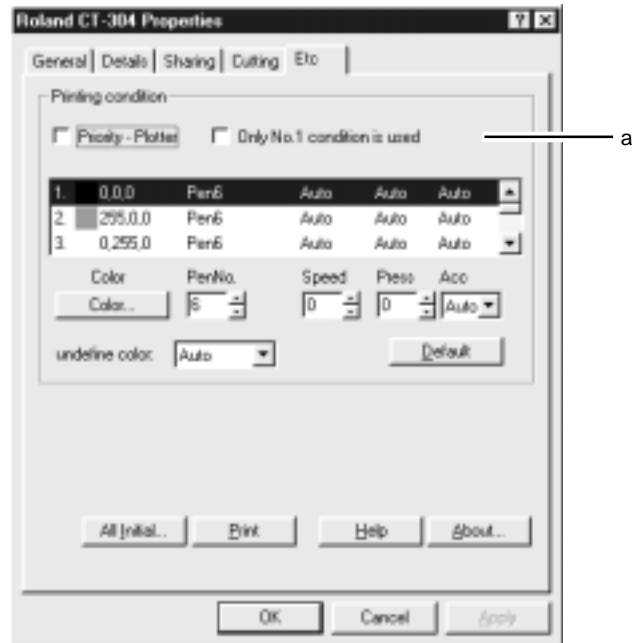 Roland CT-304 Properties ? ×
General Details Sharing Cutting Etc
a
Printing condition
Priority - Plotter Only No.1 condition is used
1. 0,0,0 Pen6 Auto Auto Auto
2. 255,0,0 Pen6 Auto Auto Auto
3. 0,255,0 Pen6 Auto Auto Auto
Color PenNo. Speed Press Acc
Color... 6 0 0 Auto
undefine color: Auto Default
All Initial... Print Help About...
OK Cancel Apply